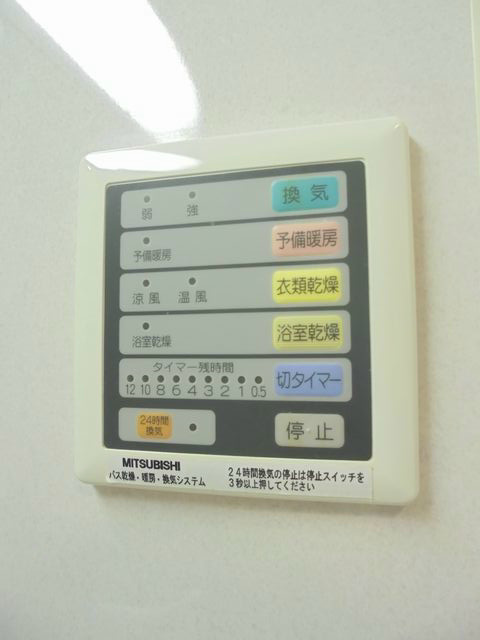 弱 強 換気
予備暖房 予備暖房
涼風 温風 衣類乾燥
浴室乾燥 浴室乾燥
タイマー残時間
12 10 8 6 4 3 2 1 0.5 切タイマー
24時間
換気
停止
MITSUBISHI
バス乾燥・暖房・換気システム
24時間換気の停止は停止スイッチを
3秒以上押してください